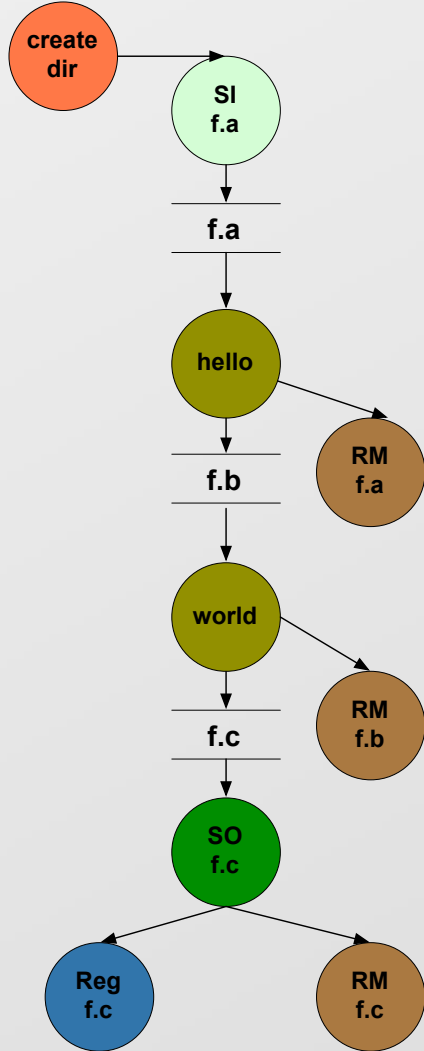 create
dir
SI
f.a
f.a
hello
RM
f.a
f.b
world
RM
f.b
f.c
SO
f.c
Reg
f.c
RM
f.c